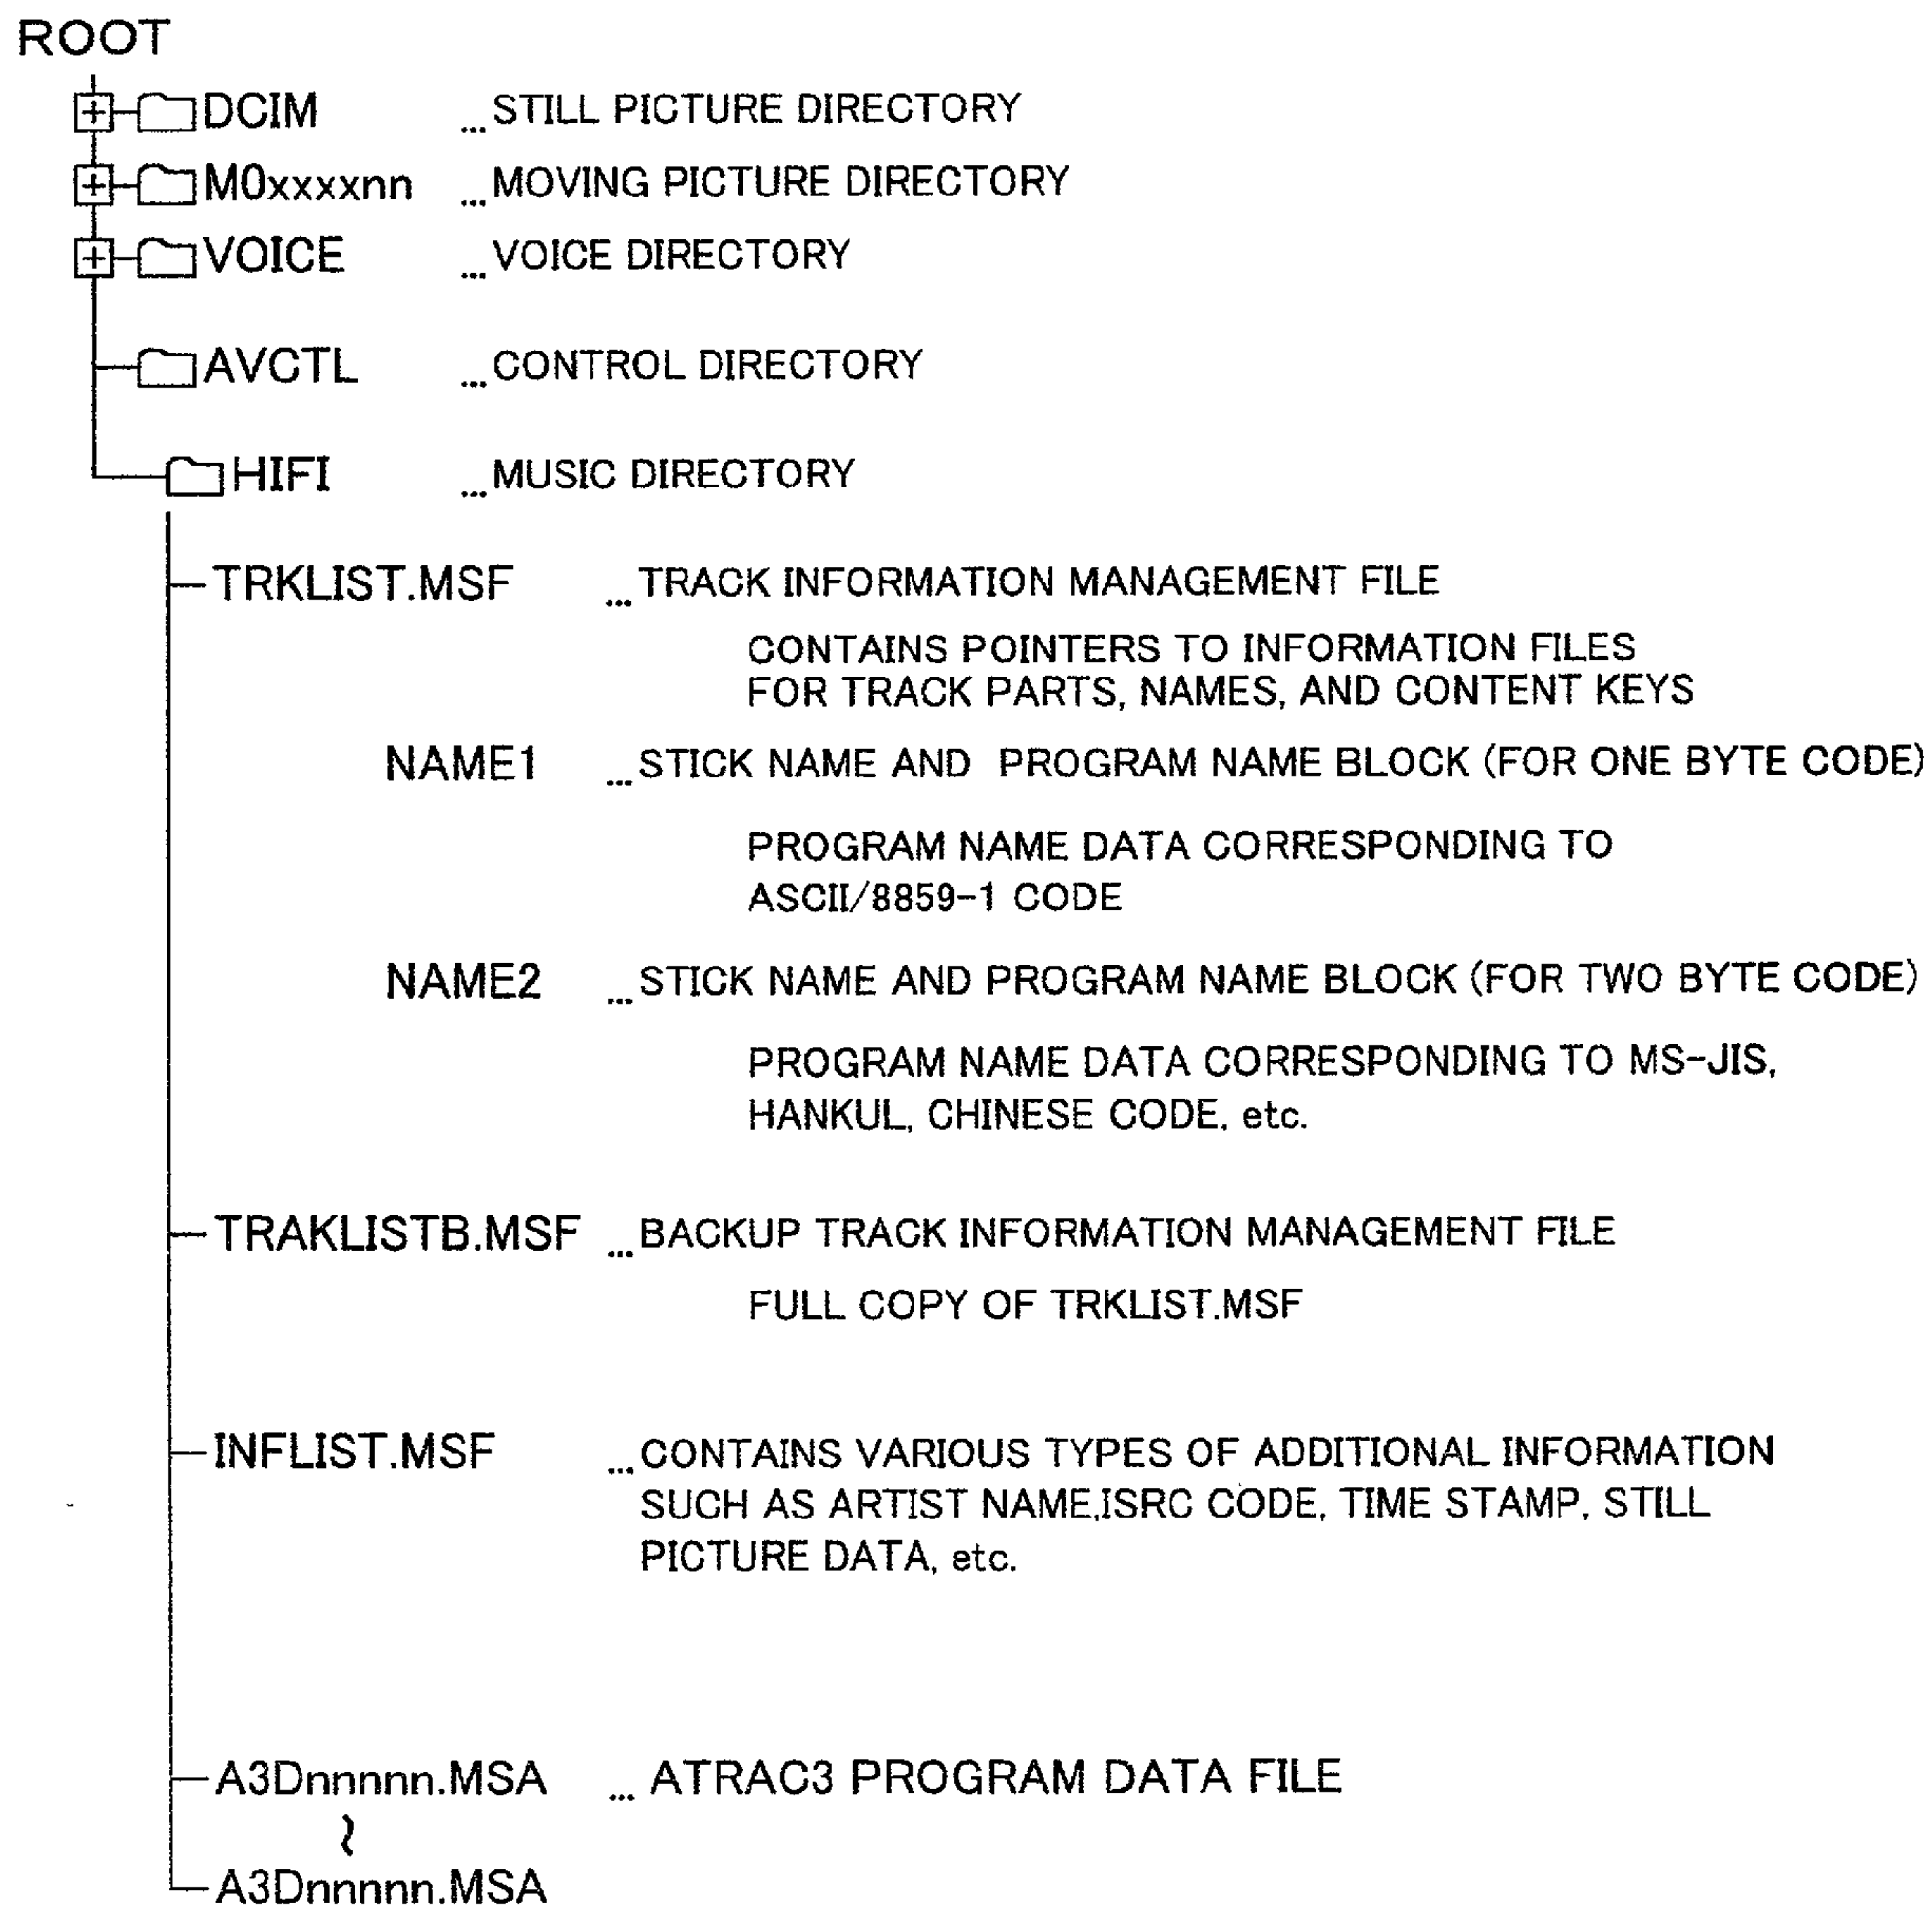 ROOT
DCIM ...STILL PICTURE DIRECTORY
M0xxxxnn ...MOVING PICTURE DIRECTORY
VOICE ...VOICE DIRECTORY
AVCTL ...CONTROL DIRECTORY
HIFI ...MUSIC DIRECTORY
TRKLIST.MSF ...TRACK INFORMATION MANAGEMENT FILE
CONTAINS POINTERS TO INFORMATION FILES
FOR TRACK PARTS, NAMES, AND CONTENT KEYS
NAME1 ...STICK NAME AND PROGRAM NAME BLOCK (FOR ONE BYTE CODE)
PROGRAM NAME DATA CORRESPONDING TO
ASCII/8859-1 CODE
NAME2 ...STICK NAME AND PROGRAM NAME BLOCK (FOR TWO BYTE CODE)
PROGRAM NAME DATA CORRESPONDING TO MS-JIS,
HANKUL, CHINESE CODE, etc.
TRAKLISTB.MSF ...BACKUP TRACK INFORMATION MANAGEMENT FILE
FULL COPY OF TRKLIST.MSF
INFLIST.MSF ...CONTAINS VARIOUS TYPES OF ADDITIONAL INFORMATION
SUCH AS ARTIST NAME,ISRC CODE, TIME STAMP, STILL
PICTURE DATA, etc.
A3Dnnnnn.MSA ... ATRAC3 PROGRAM DATA FILE
~
A3Dnnnnn.MSA